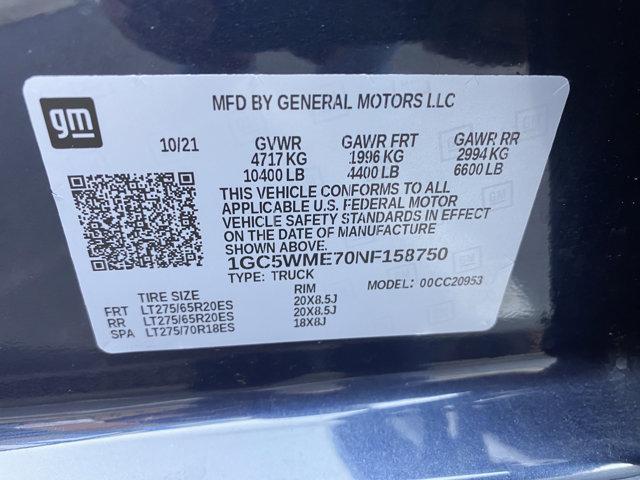 gm
MFD BY GENERAL MOTORS LLC
10/21 GVWR GAWR FRT GAWR RR
4717 KG 1996 KG 2994 KG
10400 LB 4400 LB 6600 LB
THIS VEHICLE CONFORMS TO ALL
APPLICABLE U.S. FEDERAL MOTOR
VEHICLE SAFETY STANDARDS IN EFFECT
ON THE DATE OF MANUFACTURE
SHOWN ABOVE.
1GC5WME70NF158750
TYPE: TRUCK MODEL: 00CC20953
TIRE SIZE RIM
FRT LT275/65R20ES 20X8.5J
RR LT275/65R20ES 20X8.5J
SPA LT275/70R18ES 18X8J